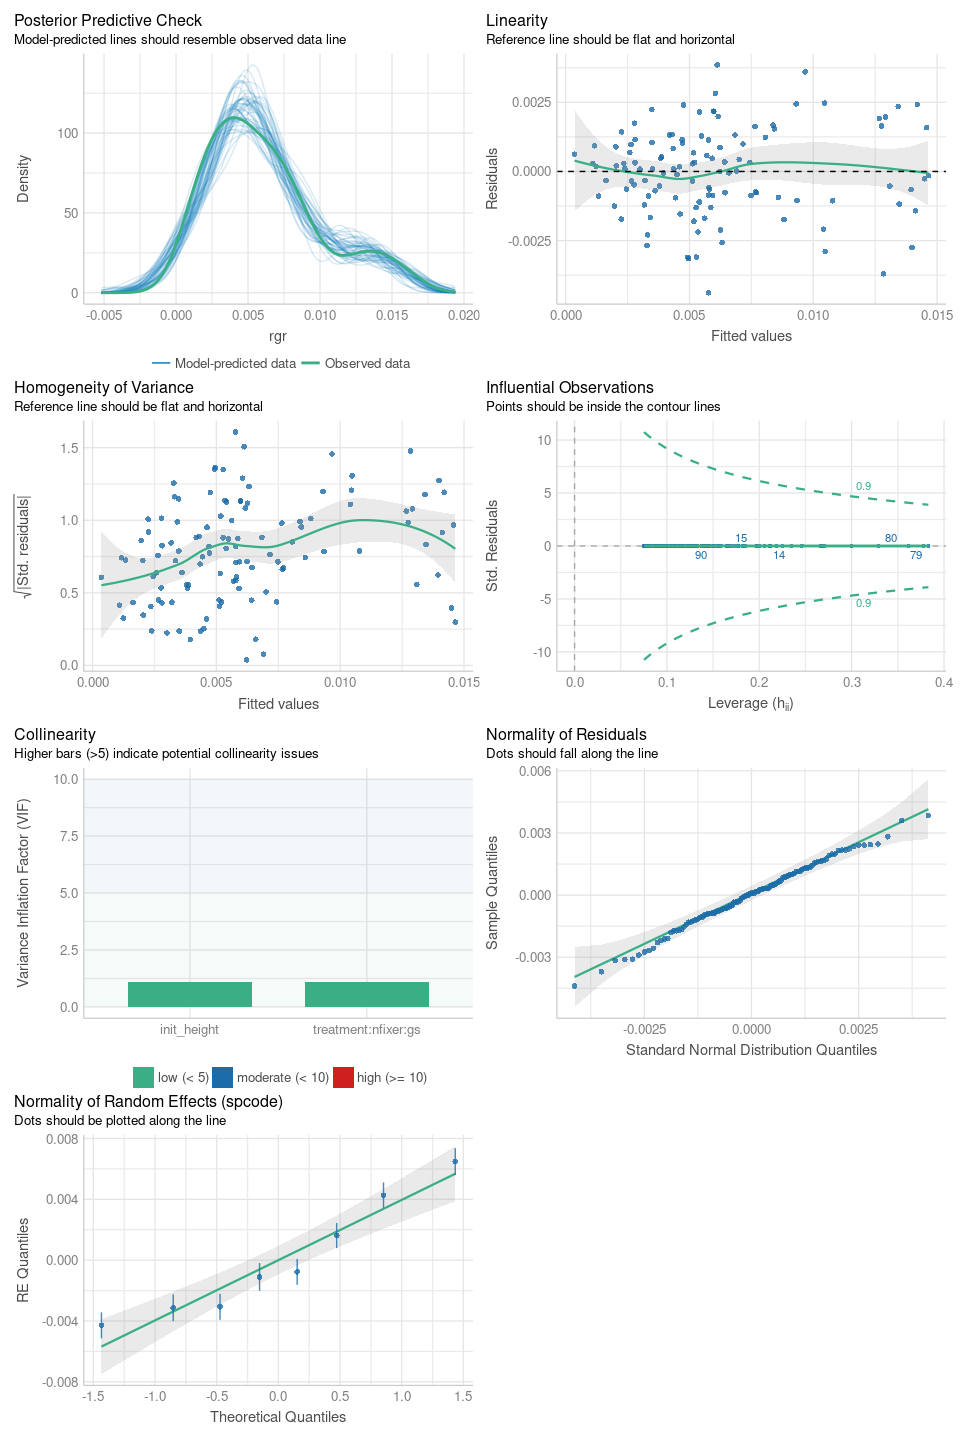 Posterior Predictive Check
Model-predicted lines should resemble observed data line
Density
100
50
0
-0.005
0.000
0.005
0.010
0.015
0.020
rgr
Model-predicted data
Observed data
Linearity
Reference line should be flat and horizontal
Residuals
0.0025
0.0000
-0.0025
0.000
0.005
0.010
0.015
Fitted values
Homogeneity of Variance
Reference line should be flat and horizontal
√|Std. residuals|
1.5
1.0
0.5
0.0
0.000
0.005
0.010
0.015
Fitted values
Influential Observations
Points should be inside the contour lines
Std. Residuals
10
5
0
-5
-10
0.9
15
80
90
14
79
0.9
0.0
0.1
0.2
0.3
0.4
Leverage (hii)
Collinearity
Higher bars (>5) indicate potential collinearity issues
Variance Inflation Factor (VIF)
10.0
7.5
5.0
2.5
0.0
init_height
treatment:nfixer:gs
low (< 5)
moderate (< 10)
high (>= 10)
Normality of Residuals
Dots should fall along the line
Sample Quantiles
0.006
0.003
0.000
-0.003
-0.0025
0.0000
0.0025
Standard Normal Distribution Quantiles
Normality of Random Effects (spcode)
Dots should be plotted along the line
RE Quantiles
0.008
0.004
0.000
-0.004
-0.008
-1.5
-1.0
-0.5
0.0
0.5
1.0
1.5
Theoretical Quantiles